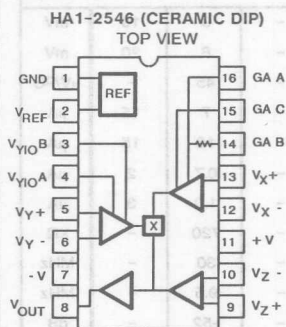 HA1-2546 (CERAMIC DIP)
TOP VIEW
GND 1
VREF 2
VYIOB 3
VYIOA 4
VY + 5
VY - 6
- V 7
VOUT 8
REF
X
16 GA A
15 GA C
14 GA B
13 VX+
12 VX -
11 + V
10 VZ -
9 VZ +